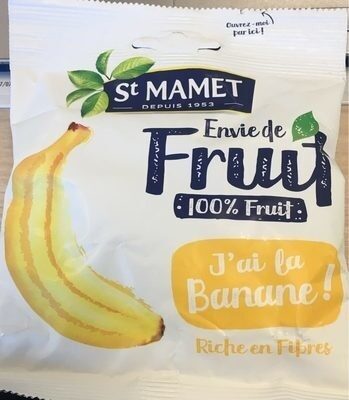 Ouvrez-moi
par ici !
St MAMET
DEPUIS 1953
Envie de
Fruit
100% Fruit
J'ai la
Banane !
Riche en Fibres